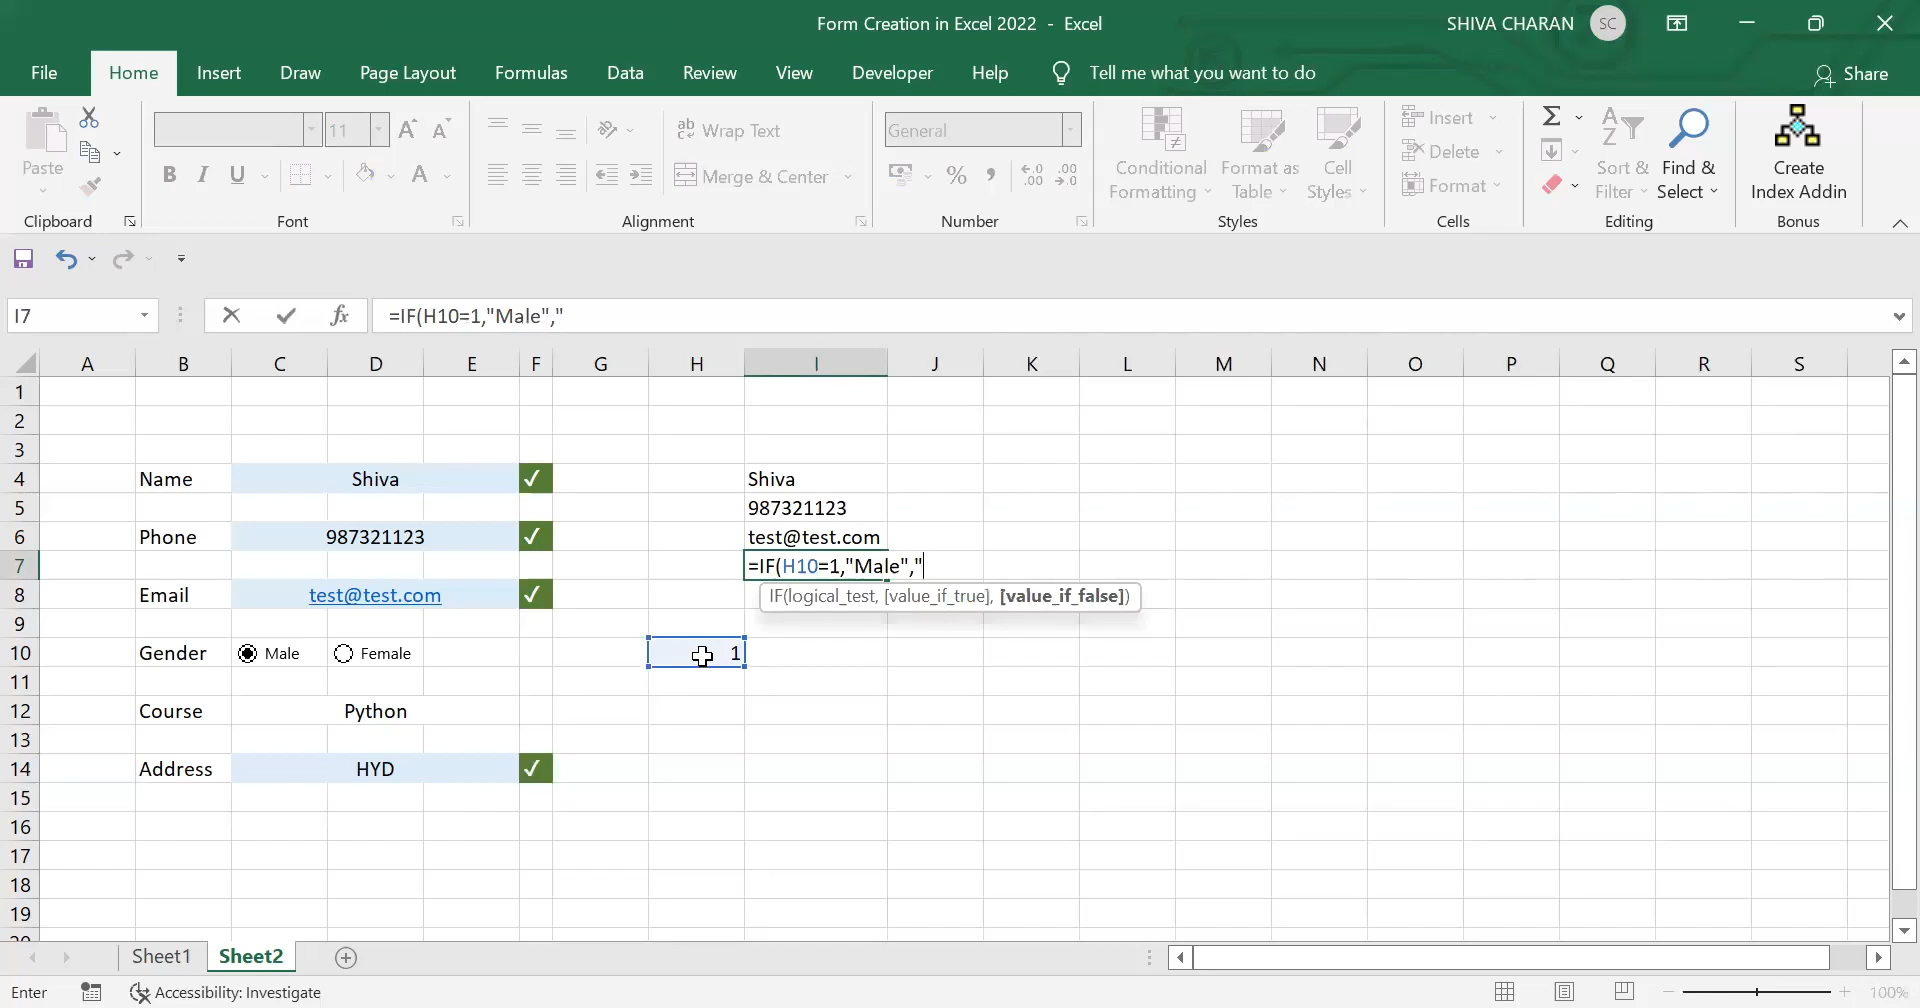 Form Creation in Excel 2022 - Excel
SHIVA CHARAN SC
File Home Insert Draw Page Layout Formulas Data Review View Developer Help Tell me what you want to do Share
Paste
Clipboard
11
B I U A
Font
Wrap Text
Merge & Center
Alignment
General
% , .0 .00 .00 .0
Number
Conditional Formatting
Format as Table
Cell Styles
Styles
Insert
Delete
Format
Cells
Sort & Filter
Find & Select
Editing
Create Index Addin
Bonus
I7 fx =IF(H10=1,"Male","
A B C D E F G H I J K L M N O P Q R S
1
2
3
4 Name Shiva ✓ Shiva
5 987321123
6 Phone 987321123 ✓ test@test.com
7 =IF(H10=1,"Male","
IF(logical_test, [value_if_true], [value_if_false])
8 Email test@test.com ✓
9
10 Gender Male Female 1
11
12 Course Python
13
14 Address HYD ✓
15
16
17
18
19
20
Sheet1 Sheet2
Enter Accessibility: Investigate 100%